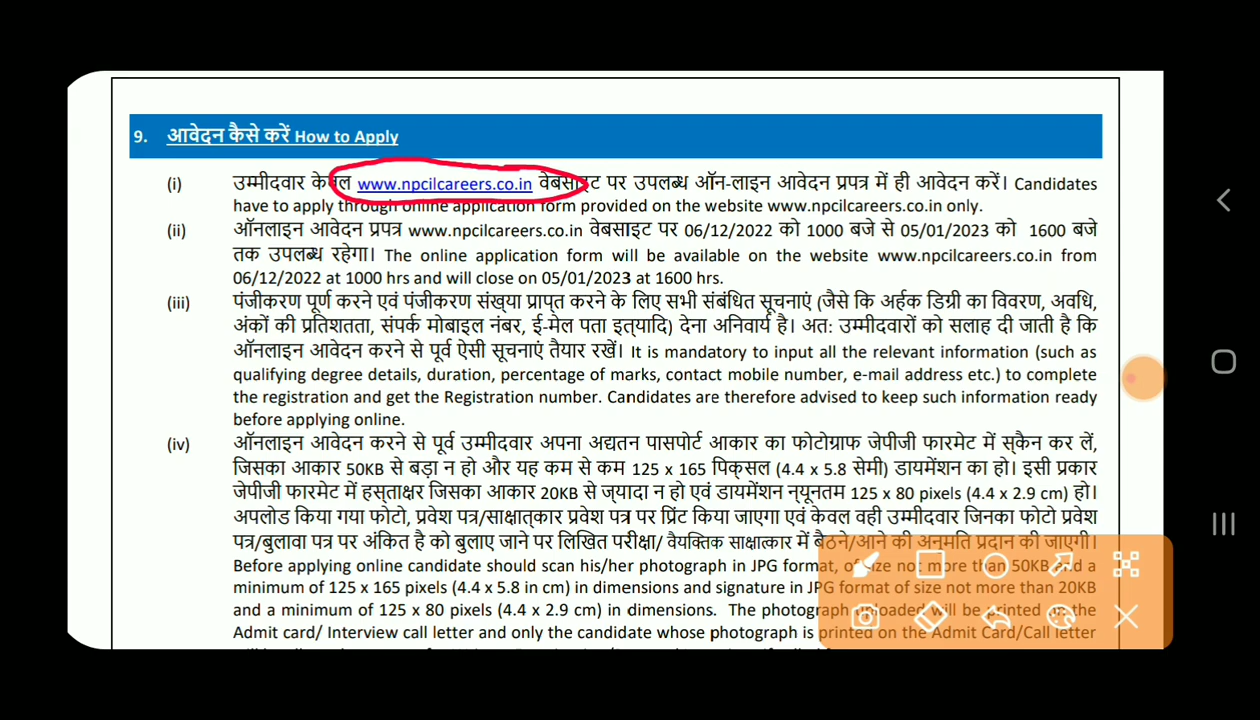 9. आवेदन कैसे करें How to Apply
(i) उम्मीदवार केवल www.npcilcareers.co.in वेबसाइट पर उपलब्ध ऑन-लाइन आवेदन प्रपत्र में ही आवेदन करें। Candidates
have to apply through online application form provided on the website www.npcilcareers.co.in only.
(ii) ऑनलाइन आवेदन प्रपत्र www.npcilcareers.co.in वेबसाइट पर 06/12/2022 को 1000 बजे से 05/01/2023 को 1600 बजे
तक उपलब्ध रहेगा। The online application form will be available on the website www.npcilcareers.co.in from
06/12/2022 at 1000 hrs and will close on 05/01/2023 at 1600 hrs.
(iii) पंजीकरण पूर्ण करने एवं पंजीकरण संख्या प्राप्त करने के लिए सभी संबंधित सूचनाएं (जैसे कि अर्हक डिग्री का विवरण, अवधि,
अंकों की प्रतिशतता, संपर्क मोबाइल नंबर, ई-मेल पता इत्यादि) देना अनिवार्य है। अत: उम्मीदवारों को सलाह दी जाती है कि
ऑनलाइन आवेदन करने से पूर्व ऐसी सूचनाएं तैयार रखें। It is mandatory to input all the relevant information (such as
qualifying degree details, duration, percentage of marks, contact mobile number, e-mail address etc.) to complete
the registration and get the Registration number. Candidates are therefore advised to keep such information ready
before applying online.
(iv) ऑनलाइन आवेदन करने से पूर्व उम्मीदवार अपना अद्यतन पासपोर्ट आकार का फोटोग्राफ जेपीजी फारमेट में स्कैन कर लें,
जिसका आकार 50KB से बड़ा न हो और यह कम से कम 125 x 165 पिक्सल (4.4 x 5.8 सेमी) डायमेंशन का हो। इसी प्रकार
जेपीजी फारमेट में हस्ताक्षर जिसका आकार 20KB से ज्यादा न हो एवं डायमेंशन न्यूनतम 125 x 80 pixels (4.4 x 2.9 cm) हो।
अपलोड किया गया फोटो, प्रवेश पत्र/साक्षात्कार प्रवेश पत्र पर प्रिंट किया जाएगा एवं केवल वही उम्मीदवार जिनका फोटो प्रवेश
पत्र/बुलावा पत्र पर अंकित है को बुलाए जाने पर लिखित परीक्षा/ वैयक्तिक साक्षात्कार में बैठने/आने की अनुमति प्रदान की जाएगी।
Before applying online candidate should scan his/her photograph in JPG format, of size not more than 50KB and a
minimum of 125 x 165 pixels (4.4 x 5.8 in cm) in dimensions and signature in JPG format of size not more than 20KB
and a minimum of 125 x 80 pixels (4.4 x 2.9 cm) in dimensions. The photograph uploaded will be printed on the
Admit card/ Interview call letter and only the candidate whose photograph is printed on the Admit Card/Call letter